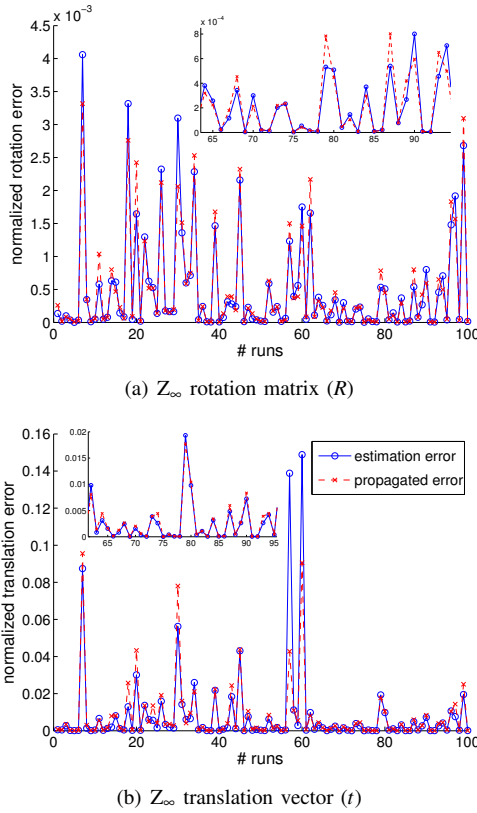 4.5 x 10⁻³
4
3.5
3
2.5
2
1.5
1
0.5
0
normalized rotation error
0 20 40 60 80 100
# runs
8 x 10⁻⁴
6
4
2
0
65 70 75 80 85 90
(a) Z∞ rotation matrix (R)
0.16
0.14
0.12
0.1
0.08
0.06
0.04
0.02
0
normalized translation error
0 20 40 60 80 100
# runs
0.02
0.015
0.01
0.005
0
65 70 75 80 85 90 95
estimation error
propagated error
(b) Z∞ translation vector (t)